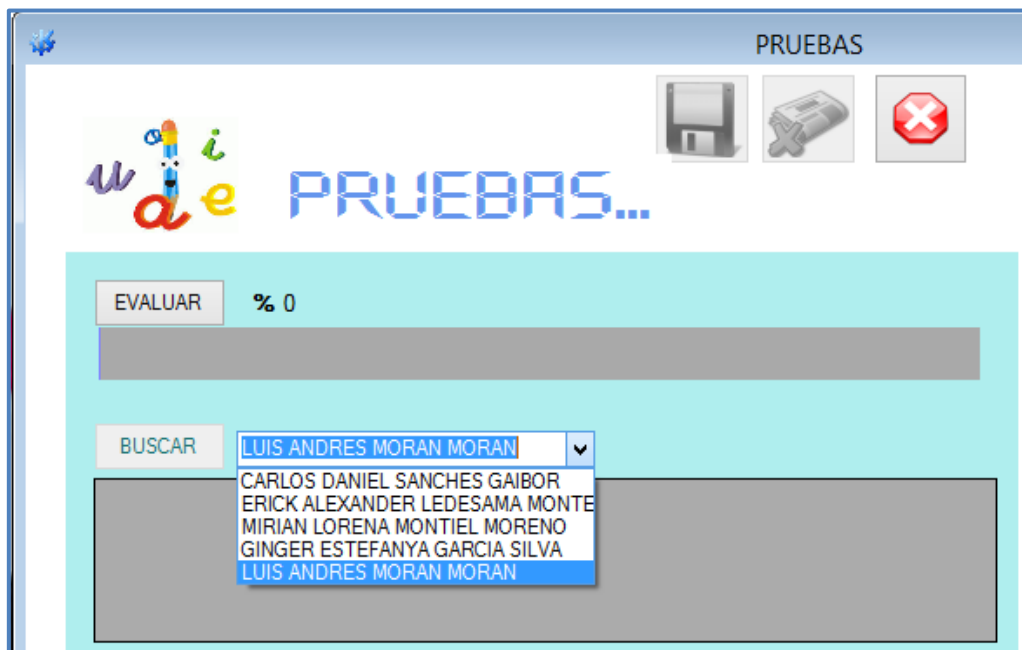 PRUEBAS
u o i a e
PRUEBAS...
EVALUAR % 0
BUSCAR LUIS ANDRES MORAN MORAN
CARLOS DANIEL SANCHES GAIBOR
ERICK ALEXANDER LEDESAMA MONTE
MIRIAN LORENA MONTIEL MORENO
GINGER ESTEFANYA GARCIA SILVA
LUIS ANDRES MORAN MORAN